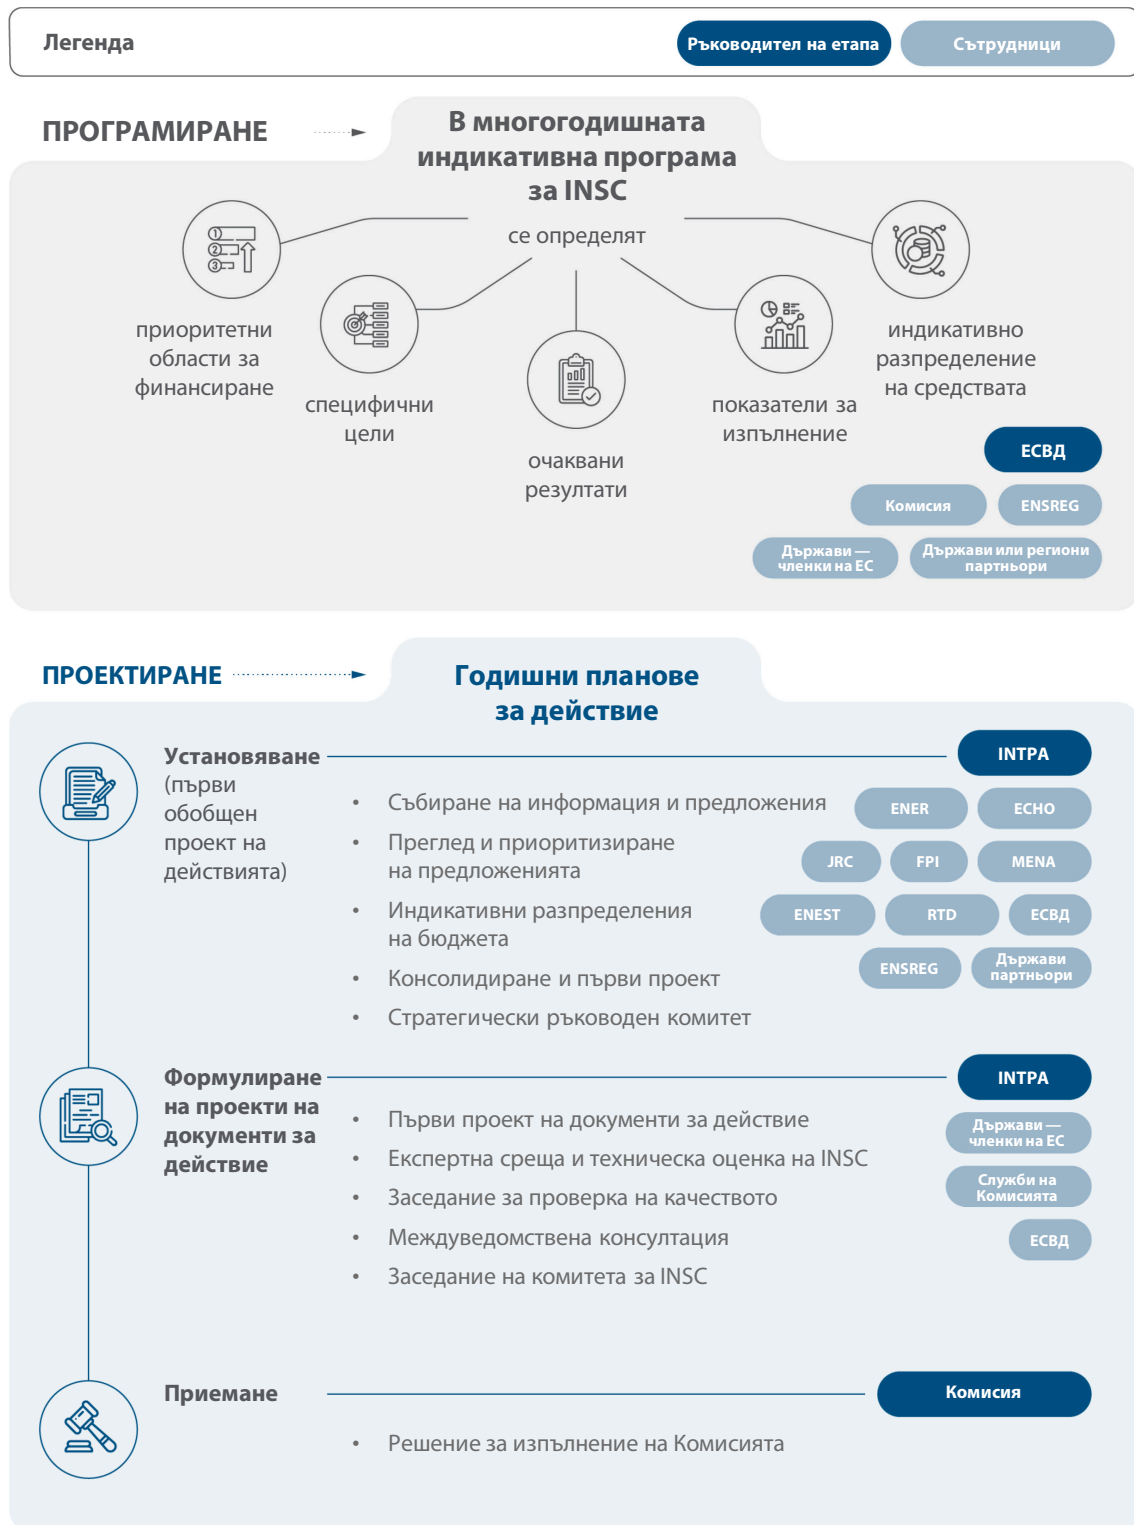 Легенда
Ръководител на етапа
Сътрудници
ПРОГРАМИРАНЕ
В многогодишната
индикативна програма
за INSC
се определят
1
2
3
приоритетни
области за
финансиране
специфични
цели
очаквани
резултати
показатели за
изпълнение
индикативно
разпределение
на средствата
ЕСВД
Комисия
ENSREG
Държави —
членки на ЕС
Държави или региони
партньори
ПРОЕКТИРАНЕ
Годишни планове
за действие
Установяване
(първи
обобщен
проект на
действията)
INTPA
• Събиране на информация и предложения
• Преглед и приоритизиране
на предложенията
• Индикативни разпределения
на бюджета
• Консолидиране и първи проект
• Стратегически ръководен комитет
ENER
ECHO
JRC
FPI
MENA
ENEST
RTD
ЕСВД
ENSREG
Държави
партньори
Формулиране
на проекти на
документи за
действие
INTPA
• Първи проект на документи за действие
• Експертна среща и техническа оценка на INSC
• Заседание за проверка на качеството
• Междуведомствена консултация
• Заседание на комитета за INSC
Държави —
членки на ЕС
Служби на
Комисията
ЕСВД
Приемане
Комисия
• Решение за изпълнение на Комисията